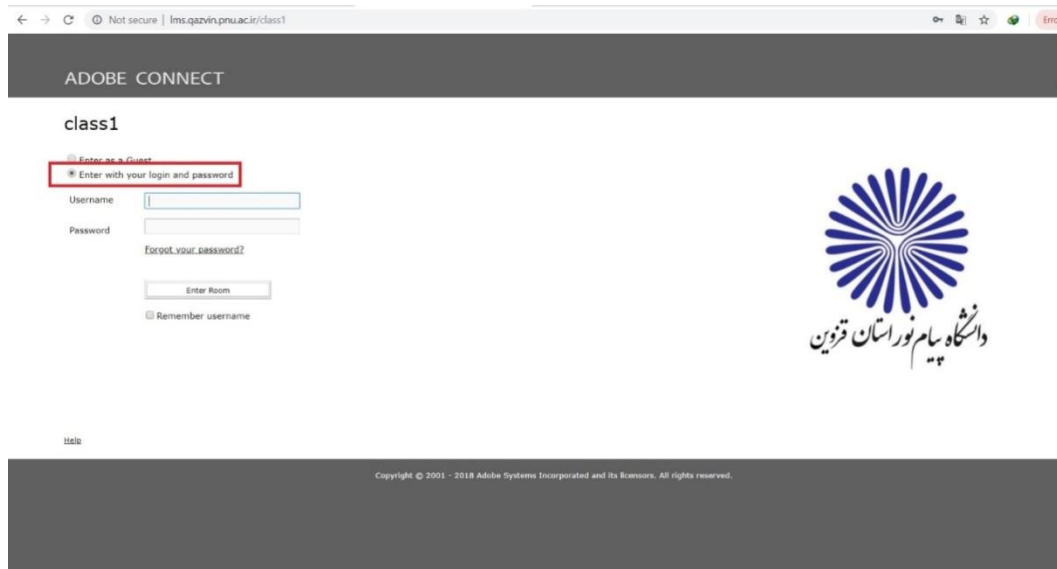 Not secure | lms.qazvin.pnu.ac.ir/class1
Erro
ADOBE CONNECT
class1
Enter as a Guest
Enter with your login and password
Username
Password
Forgot your password?
Enter Room
Remember username
دانشگاه پیام نور استان قزوین
Help
Copyright © 2001 - 2018 Adobe Systems Incorporated and its licensors. All rights reserved.